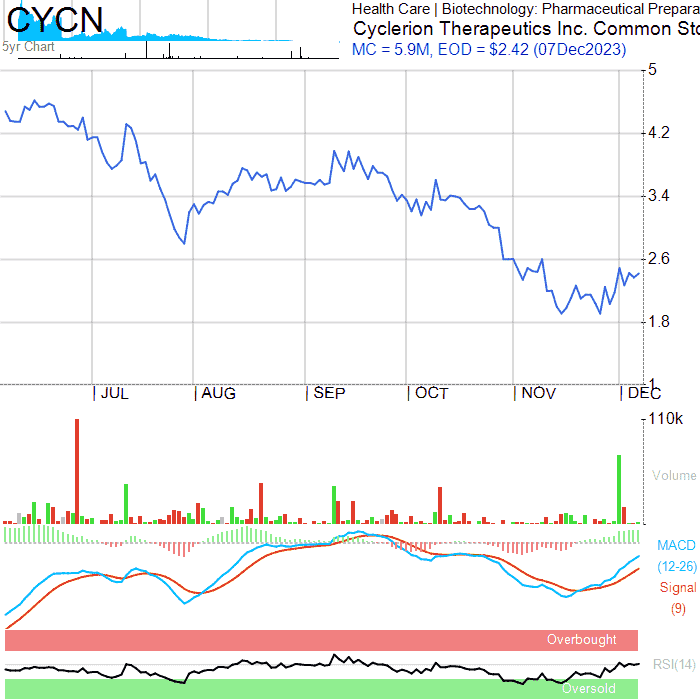 CYCN
5yr Chart
Health Care | Biotechnology: Pharmaceutical Prepara
Cyclerion Therapeutics Inc. Common Sto
MC = 5.9M, EOD = $2.42 (07Dec2023)
5
4.2
3.4
2.6
1.8
1
JUL AUG SEP OCT NOV DEC
110k
Volume
MACD
(12-26)
Signal
(9)
Overbought
RSI(14)
Oversold